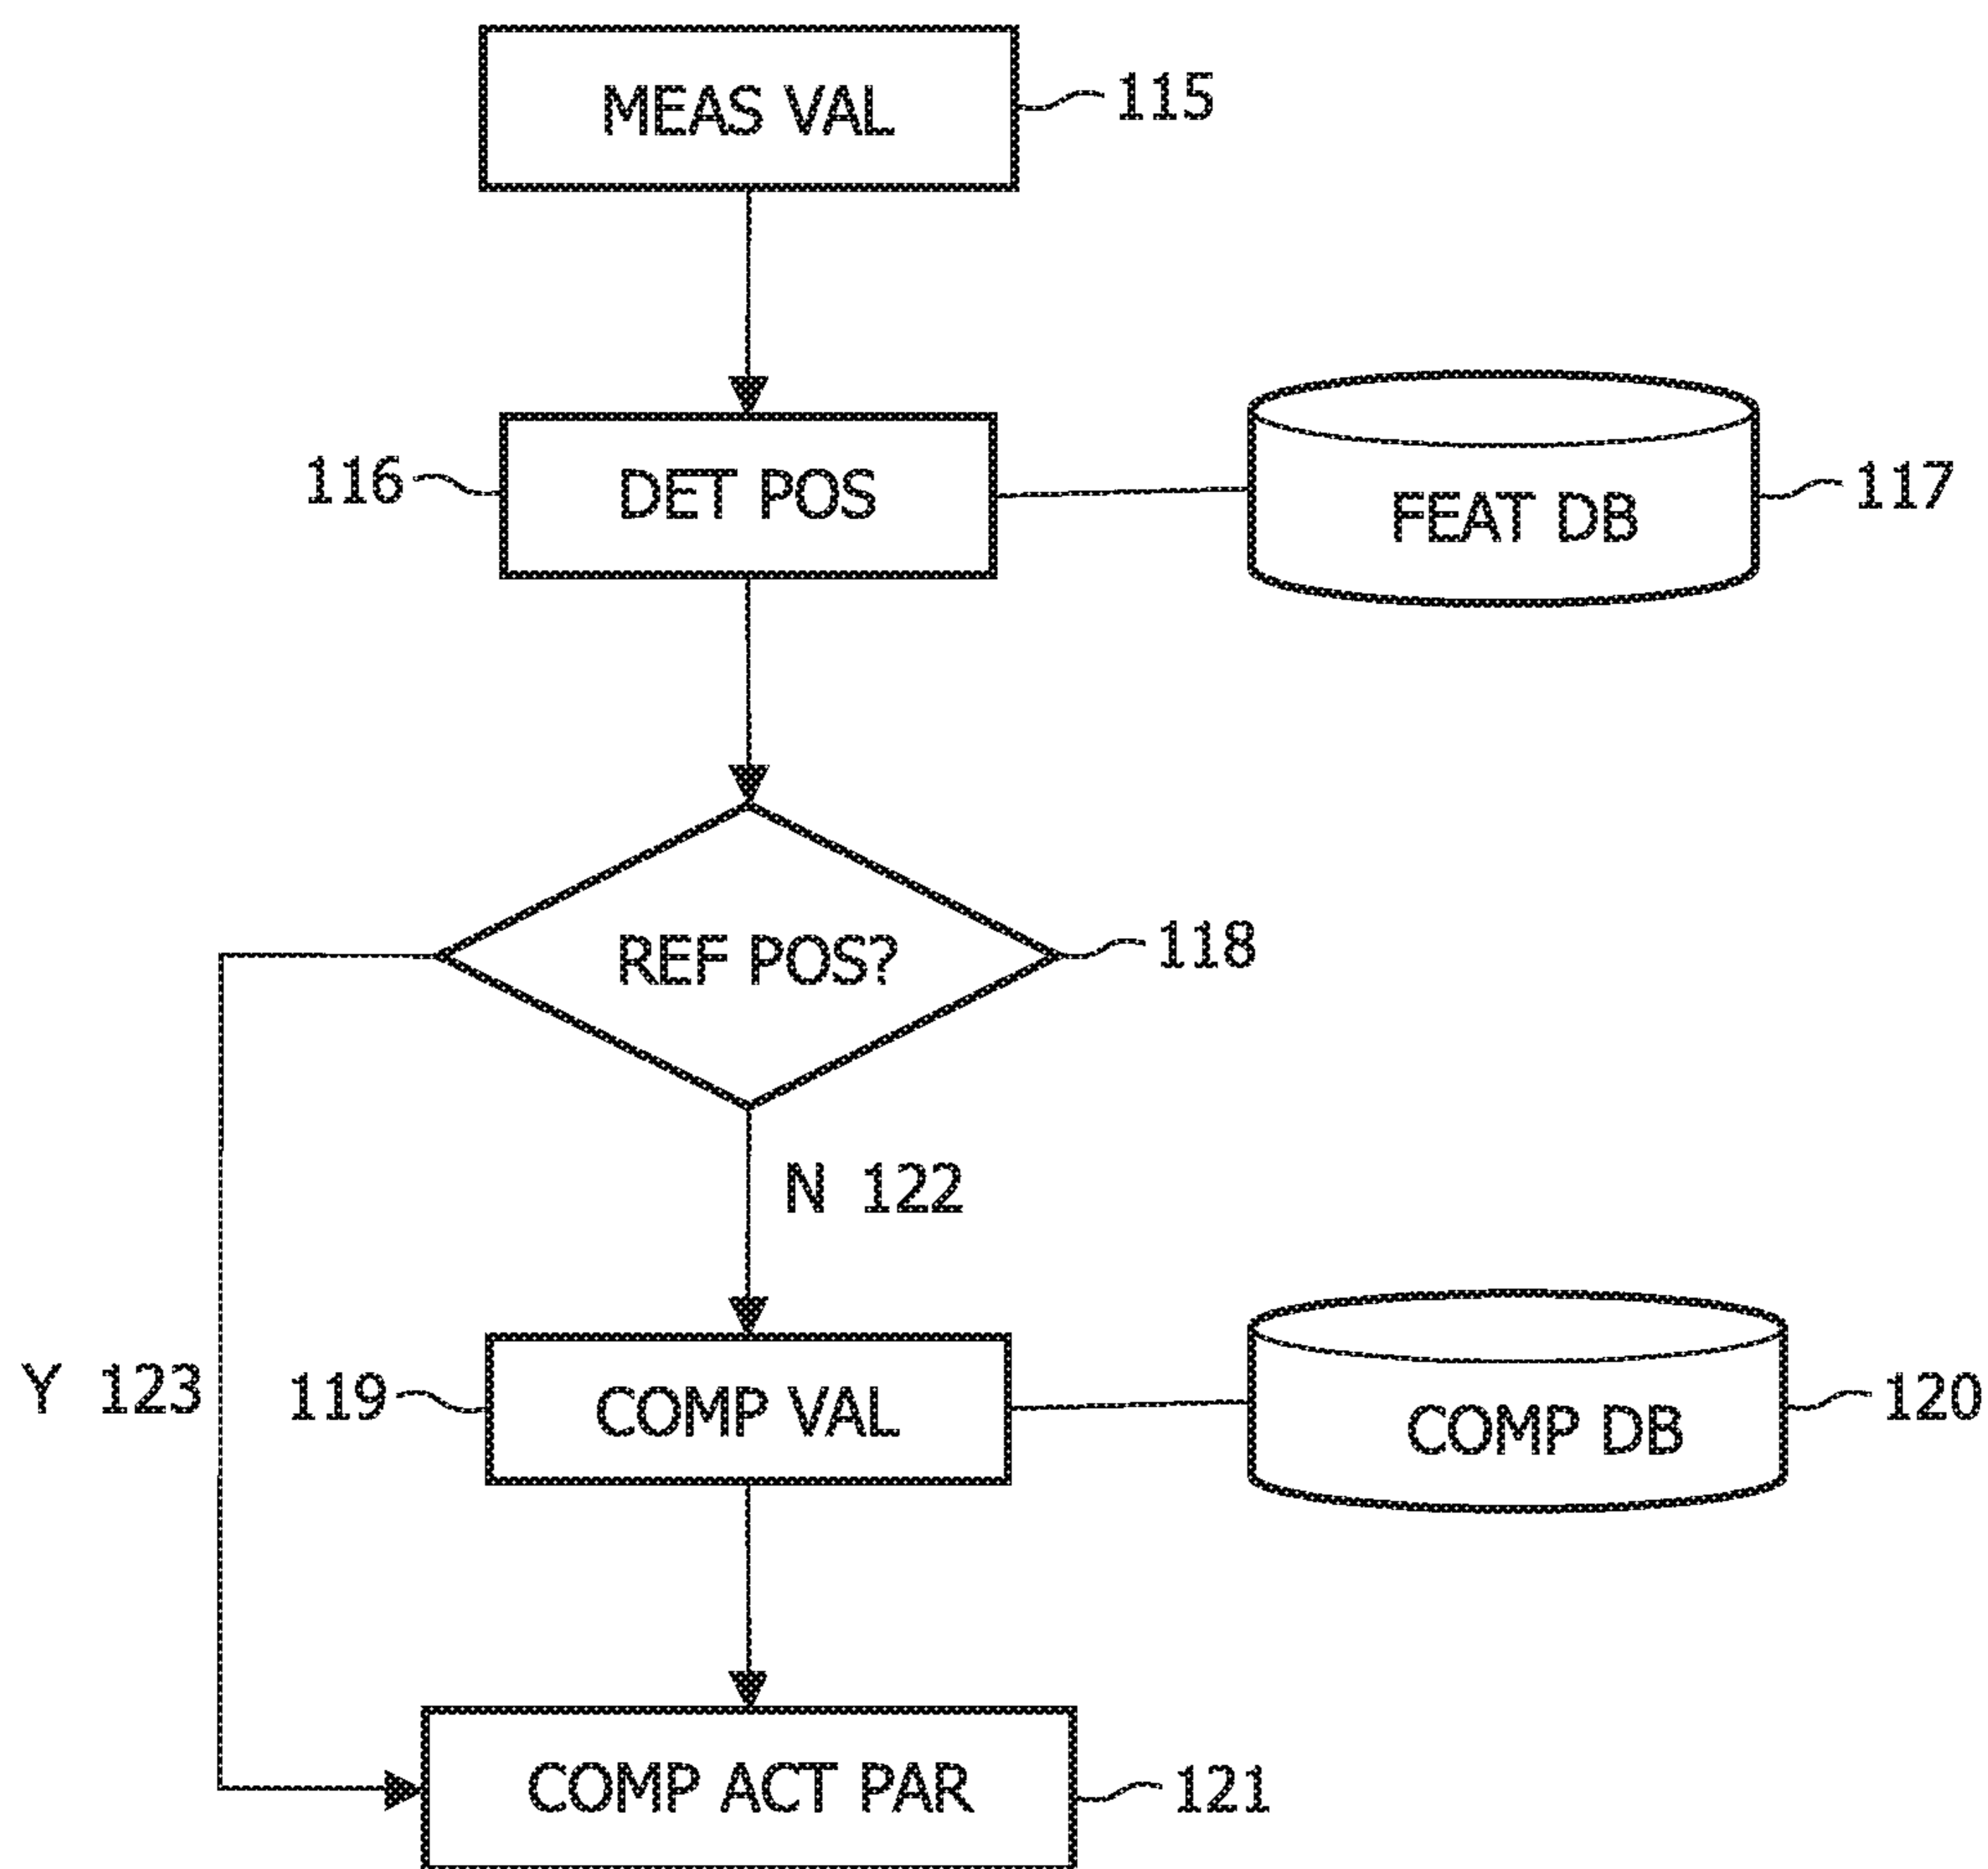 MEAS VAL
115
116
DET POS
FEAT DB
117
REF POS?
118
N 122
Y 123
119
COMP VAL
COMP DB
120
COMP ACT PAR
121